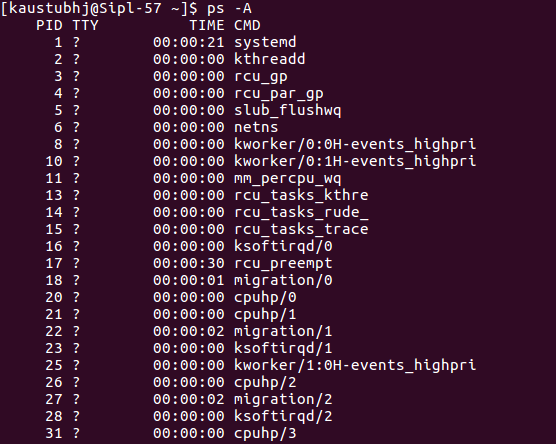 [kaustubhj@Sipl-57 ~]$ ps -A
PID TTY TIME CMD
1 ? 00:00:21 systemd
2 ? 00:00:00 kthreadd
3 ? 00:00:00 rcu_gp
4 ? 00:00:00 rcu_par_gp
5 ? 00:00:00 slub_flushwq
6 ? 00:00:00 netns
8 ? 00:00:00 kworker/0:0H-events_highpri
10 ? 00:00:00 kworker/0:1H-events_highpri
11 ? 00:00:00 mm_percpu_wq
13 ? 00:00:00 rcu_tasks_kthre
14 ? 00:00:00 rcu_tasks_rude_
15 ? 00:00:00 rcu_tasks_trace
16 ? 00:00:00 ksoftirqd/0
17 ? 00:00:30 rcu_preempt
18 ? 00:00:01 migration/0
20 ? 00:00:00 cpuhp/0
21 ? 00:00:00 cpuhp/1
22 ? 00:00:02 migration/1
23 ? 00:00:00 ksoftirqd/1
25 ? 00:00:00 kworker/1:0H-events_highpri
26 ? 00:00:00 cpuhp/2
27 ? 00:00:02 migration/2
28 ? 00:00:00 ksoftirqd/2
31 ? 00:00:00 cpuhp/3